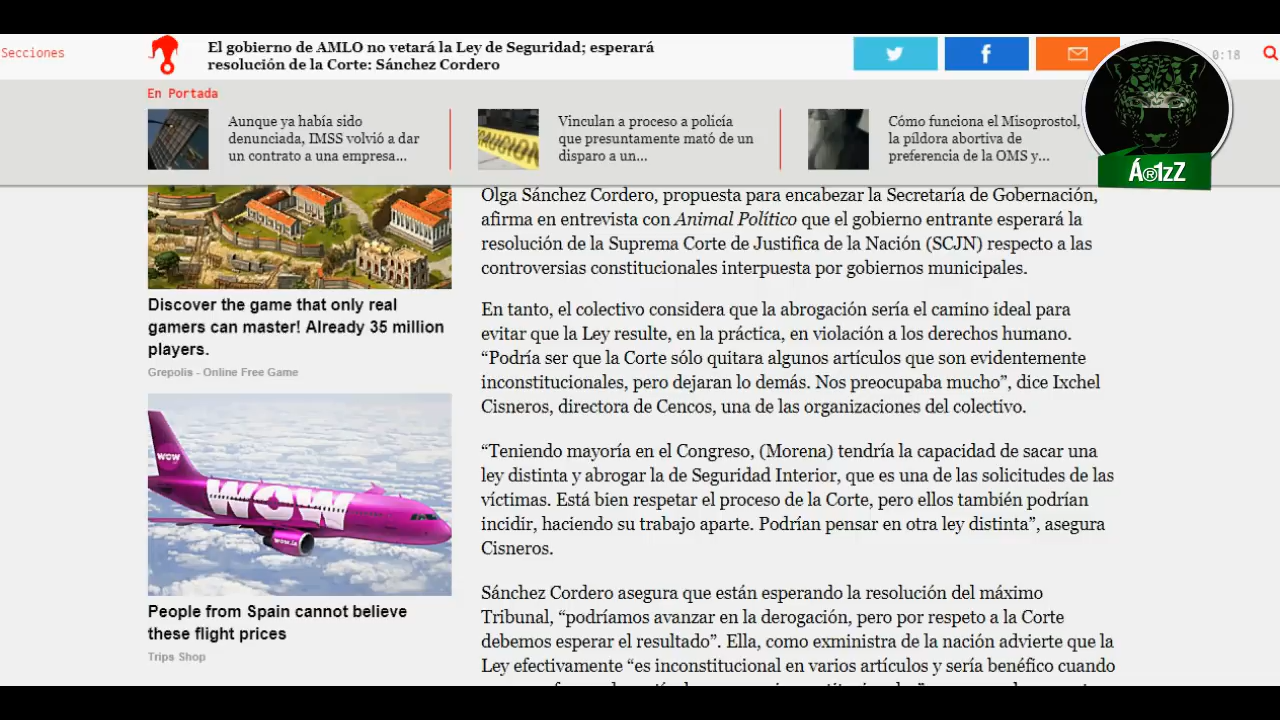 Secciones
El gobierno de AMLO no vetará la Ley de Seguridad; esperará
resolución de la Corte: Sánchez Cordero
0:18
En Portada
Aunque ya había sido
denunciada, IMSS volvió a dar
un contrato a una empresa...
CAUCION
Vinculan a proceso a policía
que presuntamente mató de un
disparo a un...
Cómo funciona el Misoprostol,
la píldora abortiva de
preferencia de la OMS y...
Á®1zZ
Discover the game that only real
gamers can master! Already 35 million
players.
Grepolis - Online Free Game
WOW
WOW
wow.is
People from Spain cannot believe
these flight prices
Trips Shop
Olga Sánchez Cordero, propuesta para encabezar la Secretaría de Gobernación,
afirma en entrevista con Animal Político que el gobierno entrante esperará la
resolución de la Suprema Corte de Justifica de la Nación (SCJN) respecto a las
controversias constitucionales interpuesta por gobiernos municipales.
En tanto, el colectivo considera que la abrogación sería el camino ideal para
evitar que la Ley resulte, en la práctica, en violación a los derechos humano.
“Podría ser que la Corte sólo quitara algunos artículos que son evidentemente
inconstitucionales, pero dejaran lo demás. Nos preocupaba mucho”, dice Ixchel
Cisneros, directora de Cencos, una de las organizaciones del colectivo.
“Teniendo mayoría en el Congreso, (Morena) tendría la capacidad de sacar una
ley distinta y abrogar la de Seguridad Interior, que es una de las solicitudes de las
víctimas. Está bien respetar el proceso de la Corte, pero ellos también podrían
incidir, haciendo su trabajo aparte. Podrían pensar en otra ley distinta”, asegura
Cisneros.
Sánchez Cordero asegura que están esperando la resolución del máximo
Tribunal, “podríamos avanzar en la derogación, pero por respeto a la Corte
debemos esperar el resultado”. Ella, como exministra de la nación advierte que la
Ley efectivamente “es inconstitucional en varios artículos y sería benéfico cuando